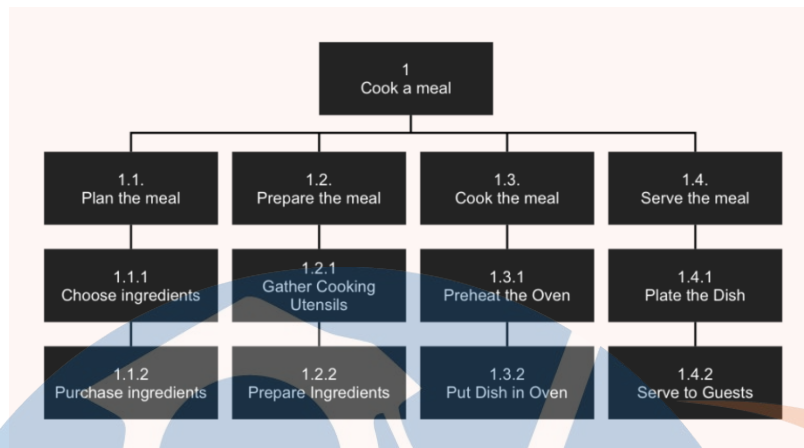 1
Cook a meal
1.1.
Plan the meal
1.2.
Prepare the meal
1.3.
Cook the meal
1.4.
Serve the meal
1.1.1
Choose ingredients
1.2.1
Gather Cooking
Utensils
1.3.1
Preheat the Oven
1.4.1
Plate the Dish
1.1.2
Purchase ingredients
1.2.2
Prepare Ingredients
1.3.2
Put Dish in Oven
1.4.2
Serve to Guests